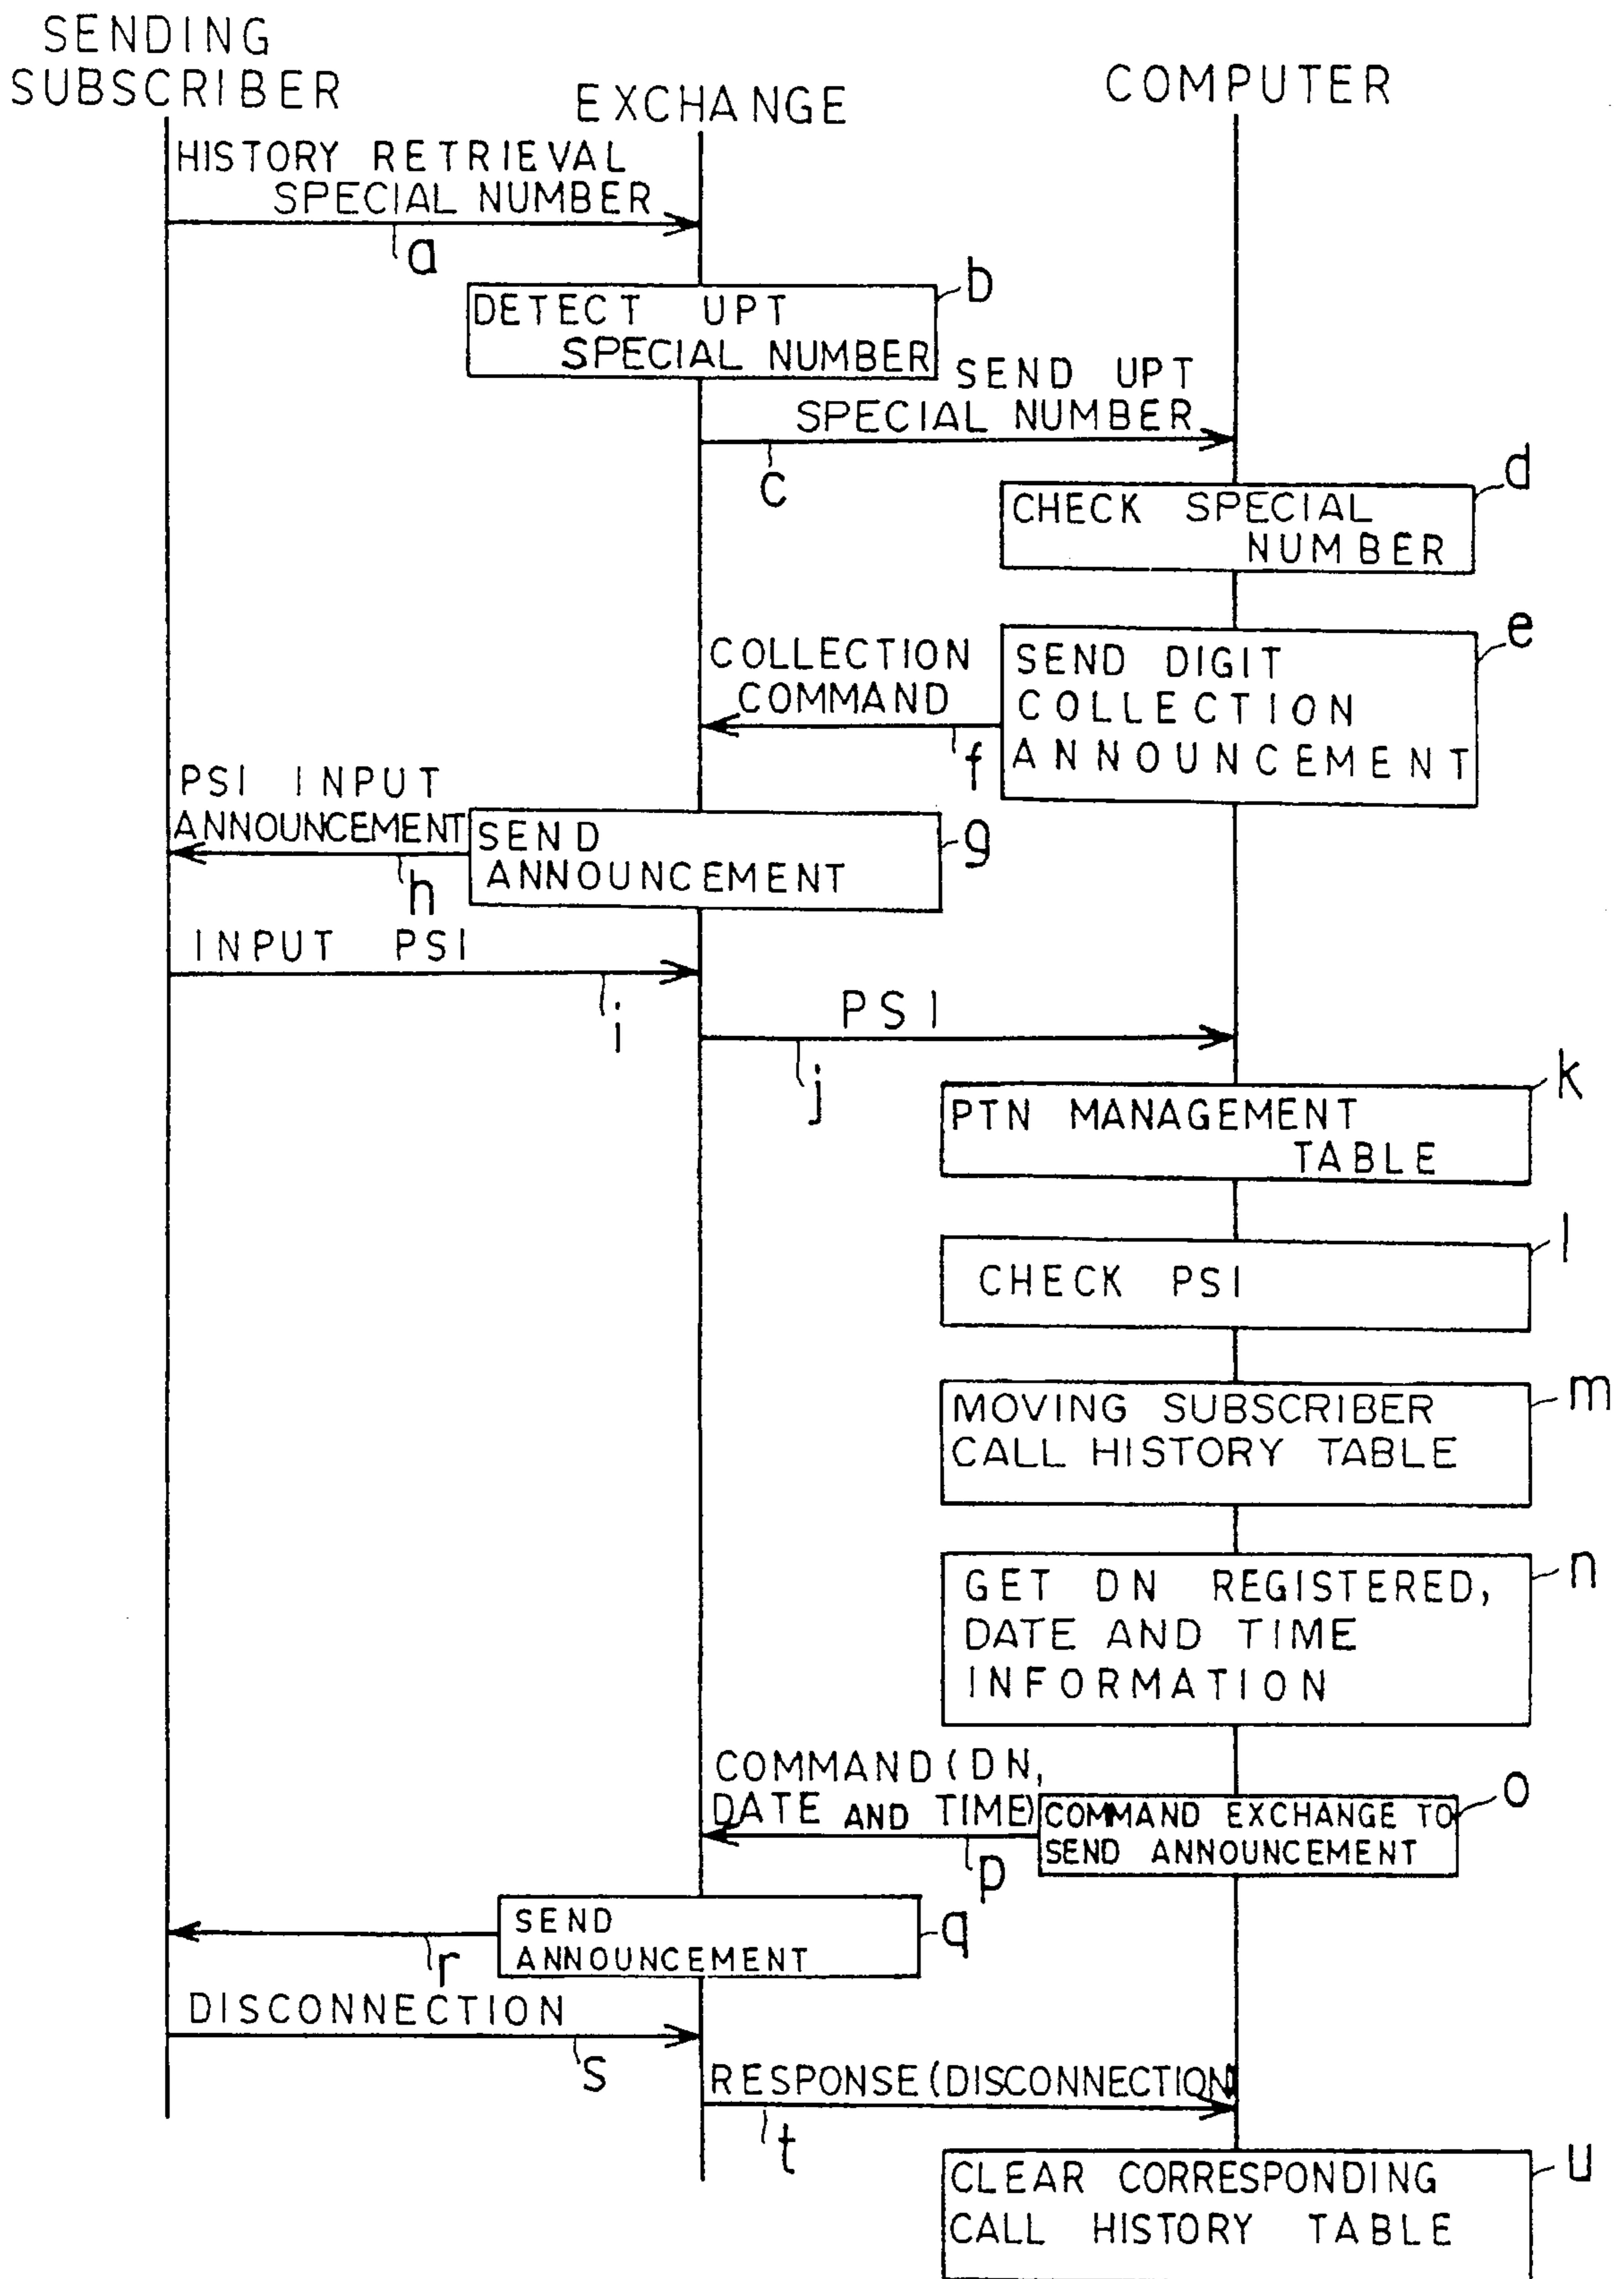 SENDING
SUBSCRIBER
EXCHANGE
COMPUTER
HISTORY RETRIEVAL
SPECIAL NUMBER
a
b
DETECT UPT
SPECIAL NUMBER
SEND UPT
SPECIAL NUMBER
c
d
CHECK SPECIAL
NUMBER
e
SEND DIGIT
COLLECTION
ANNOUNCEMENT
COLLECTION
COMMAND
f
PSI INPUT
ANNOUNCEMENT
SEND
ANNOUNCEMENT
g
h
INPUT PSI
i
PSI
j
k
PTN MANAGEMENT
TABLE
l
CHECK PSI
m
MOVING SUBSCRIBER
CALL HISTORY TABLE
n
GET DN REGISTERED,
DATE AND TIME
INFORMATION
COMMAND (DN,
DATE AND TIME)
o
COMMAND EXCHANGE TO
SEND ANNOUNCEMENT
p
SEND
ANNOUNCEMENT
q
r
DISCONNECTION
s
RESPONSE (DISCONNECTION)
t
u
CLEAR CORRESPONDING
CALL HISTORY TABLE